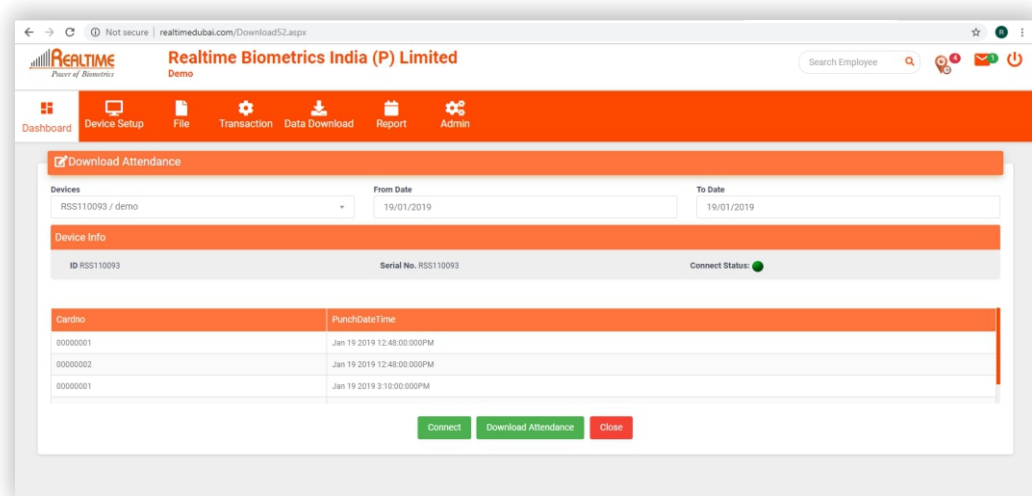 Not secure | realtimedubai.com/Download52.aspx
R
REALTIME
Power of Biometrics
Realtime Biometrics India (P) Limited
Demo
Search Employee
4
1
Dashboard
Device Setup
File
Transaction
Data Download
Report
Admin
Download Attendance
Devices
From Date
To Date
RSS110093 / demo
19/01/2019
19/01/2019
Device Info
ID RSS110093
Serial No. RSS110093
Connect Status:
Cardno
PunchDateTime
00000001
Jan 19 2019 12:48:00:000PM
00000002
Jan 19 2019 12:48:00:000PM
00000001
Jan 19 2019 3:10:00:000PM
Connect
Download Attendance
Close